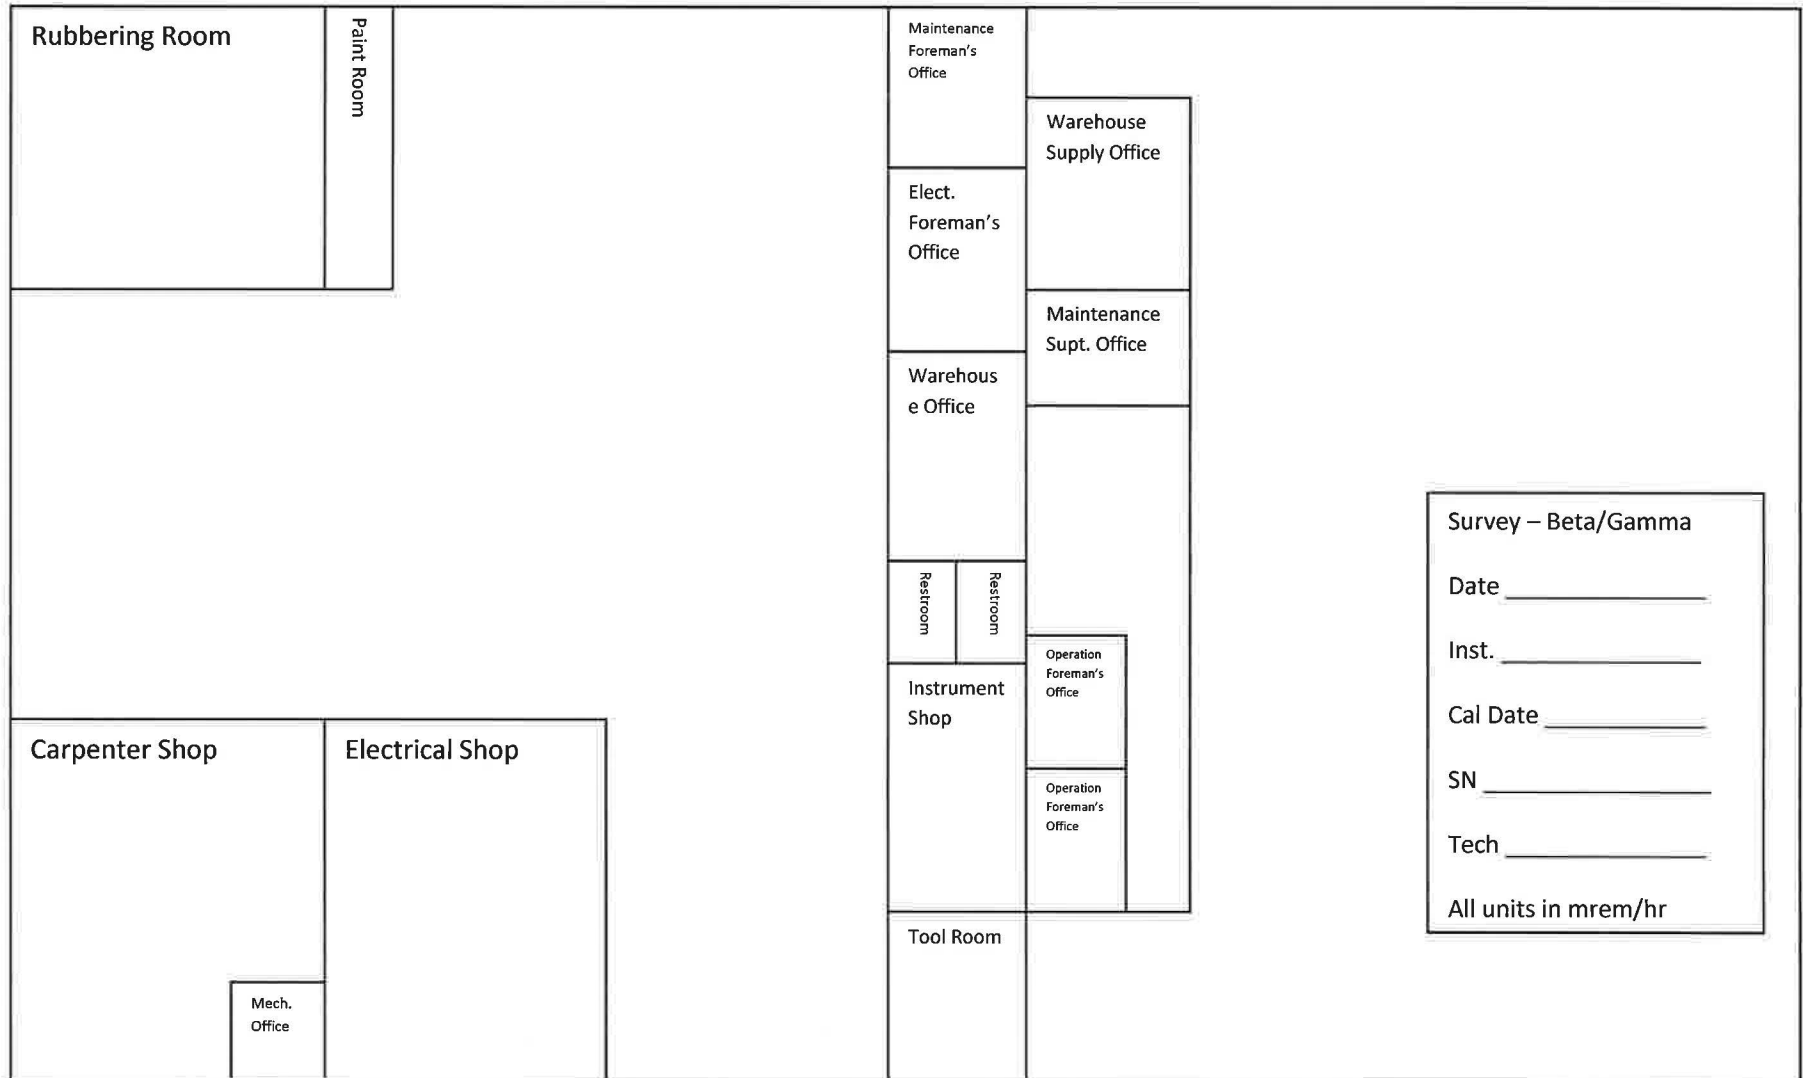 Rubbering Room
Paint Room
Maintenance
Foreman's
Office
Warehouse
Supply Office
Elect.
Foreman's
Office
Maintenance
Supt. Office
Warehous
e Office
Restroom
Restroom
Operation
Foreman's
Office
Instrument
Shop
Operation
Foreman's
Office
Carpenter Shop
Electrical Shop
Tool Room
Mech.
Office
Survey – Beta/Gamma
Date
Inst.
Cal Date
SN
Tech
All units in mrem/hr